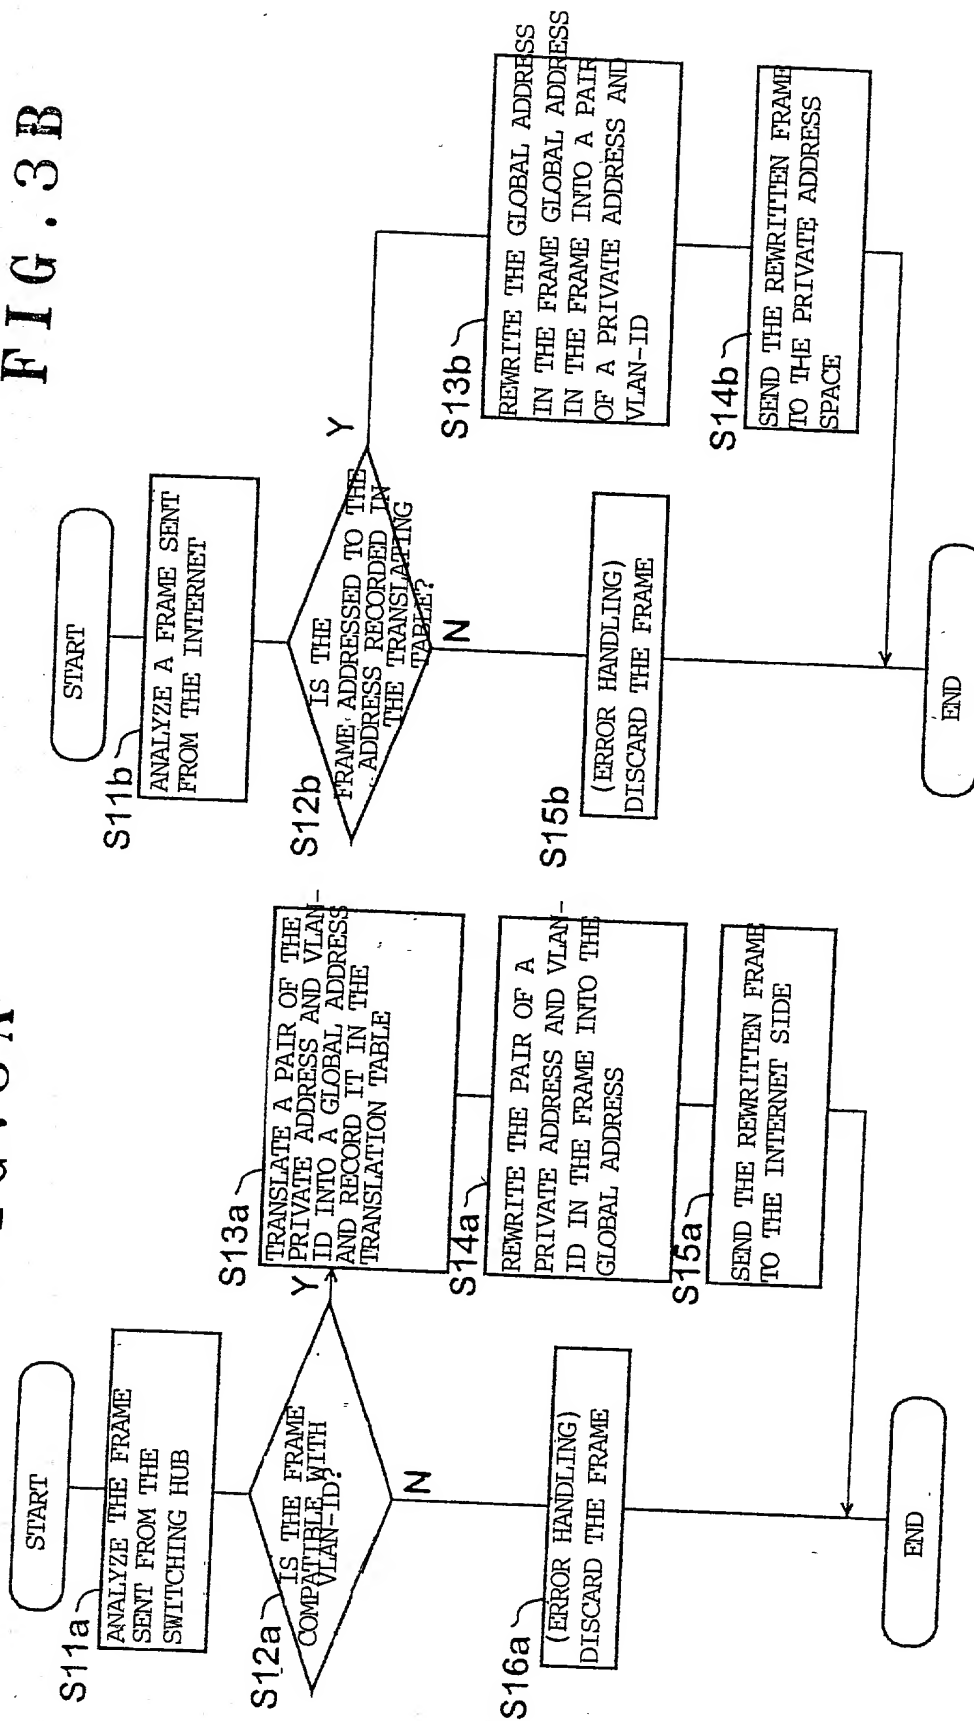 FIG.3B
START
S11a
ANALYZE THE FRAME
SENT FROM THE
SWITCHING HUB
S12a
IS THE FRAME
COMPATIBLE WITH
VLAN-ID?
Y
N
S13a
TRANSLATE A PAIR OF THE
PRIVATE ADDRESS AND VLAN-
ID INTO A GLOBAL ADDRESS
AND RECORD IT IN THE
TRANSLATION TABLE
S14a
REWRITE THE PAIR OF A
PRIVATE ADDRESS AND VLAN-
ID IN THE FRAME INTO THE
GLOBAL ADDRESS
S15a
SEND THE REWRITTEN FRAME
TO THE INTERNET SIDE
S16a
(ERROR HANDLING)
DISCARD THE FRAME
END
START
S11b
ANALYZE A FRAME SENT
FROM THE INTERNET
S12b
IS THE
FRAME ADDRESSED TO THE
ADDRESS RECORDED IN
THE TRANSLATING
TABLE?
Y
N
S13b
REWRITE THE GLOBAL ADDRESS
IN THE FRAME GLOBAL ADDRESS
IN THE FRAME INTO A PAIR
OF A PRIVATE ADDRESS AND
VLAN-ID
S14b
SEND THE REWRITTEN FRAME
TO THE PRIVATE ADDRESS
SPACE
S15b
(ERROR HANDLING)
DISCARD THE FRAME
END